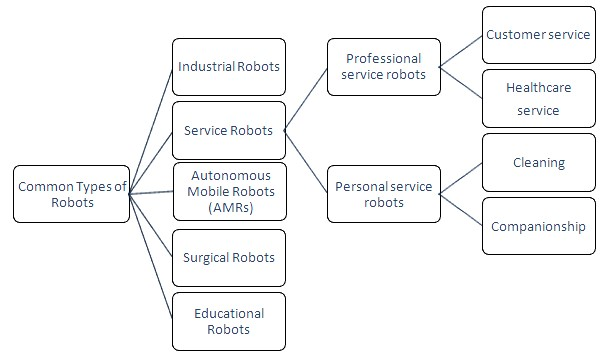 Common Types of
Robots
Industrial Robots
Service Robots
Autonomous
Mobile Robots
(AMRs)
Surgical Robots
Educational
Robots
Professional
service robots
Personal service
robots
Customer service
Healthcare
service
Cleaning
Companionship